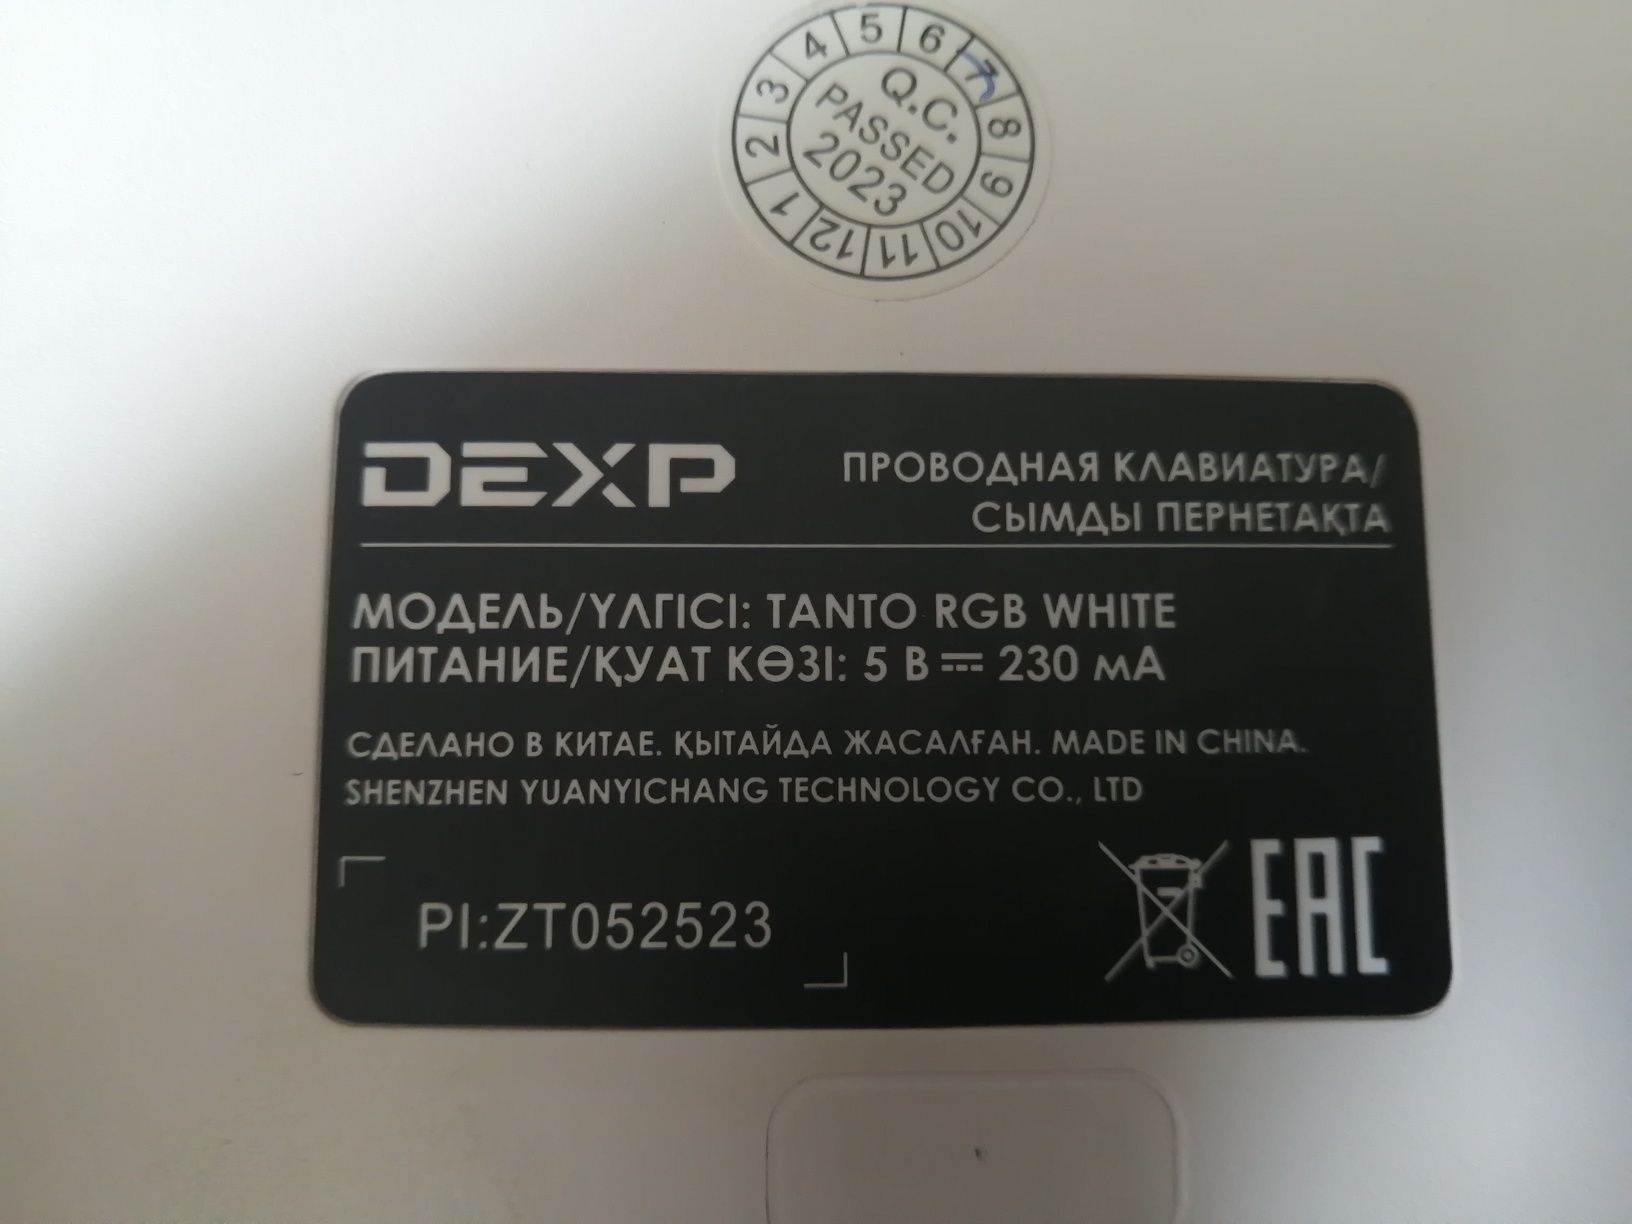 4 5 6 7
3 8
2 9
1 12 11 10
Q.C.
PASSED
2023
DEXP
ПРОВОДНАЯ КЛАВИАТУРА/
СЫМДЫ ПЕРНЕТАҚТА
МОДЕЛЬ/ҮЛГІСІ: TANTO RGB WHITE
ПИТАНИЕ/ҚУАТ КӨЗІ: 5 В ⎓ 230 мА
СДЕЛАНО В КИТАЕ. ҚЫТАЙДА ЖАСАЛҒАН. MADE IN CHINA.
SHENZHEN YUANYICHANG TECHNOLOGY CO., LTD
PI:ZT052523
EAC